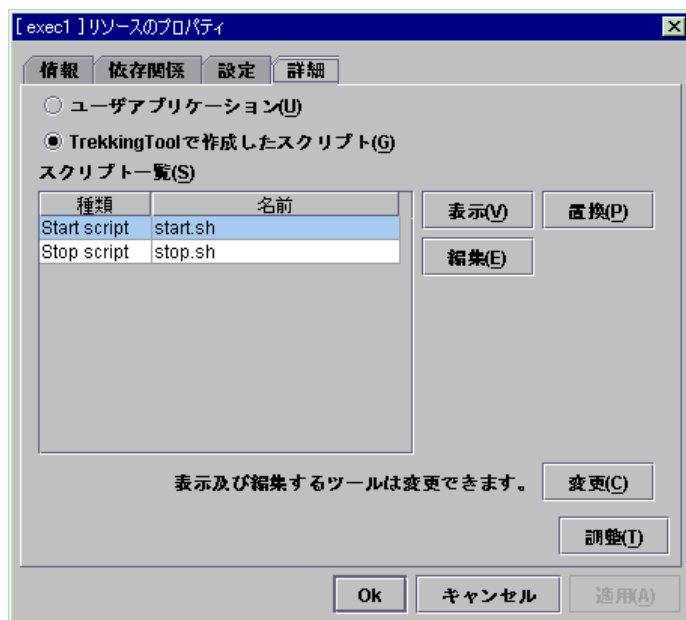 [ exec1 ]リソースのプロパティ
情報 依存関係 設定 詳細
ユーザアプリケーション(U)
TrekkingToolで作成したスクリプト(G)
スクリプト一覧(S)
種類 名前
Start script start.sh
Stop script stop.sh
表示(V) 置換(P)
編集(E)
表示及び編集するツールは変更できます。 変更(C)
調整(T)
Ok キャンセル 適用(A)